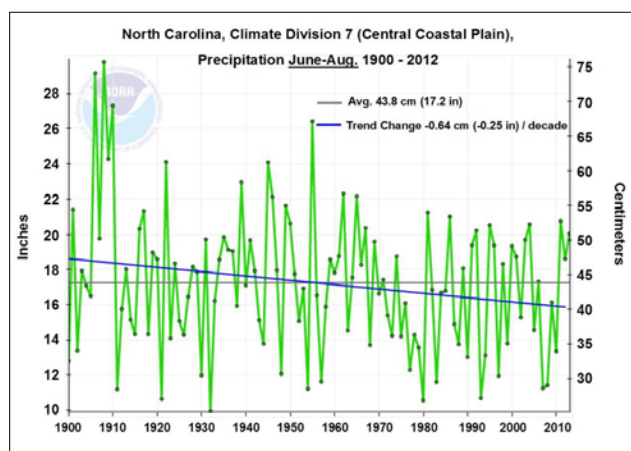 North Carolina, Climate Division 7 (Central Coastal Plain),
Precipitation June-Aug. 1900 - 2012
Avg. 43.8 cm (17.2 in)
Trend Change -0.64 cm (-0.25 in) / decade
Inches
28
26
24
22
20
18
16
14
12
10
Centimeters
75
70
65
60
55
50
45
40
35
30
1900 1910 1920 1930 1940 1950 1960 1970 1980 1990 2000 2010